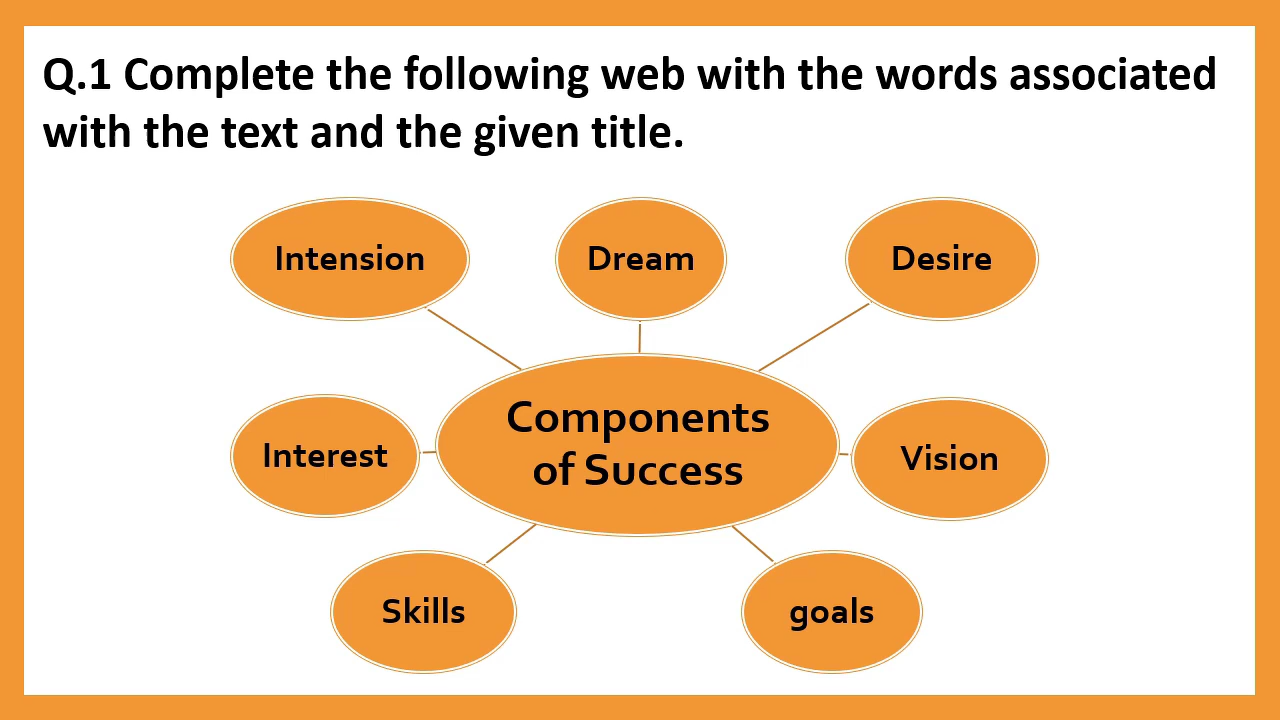 Q.1 Complete the following web with the words associated
with the text and the given title.
Intension
Dream
Desire
Components
of Success
Interest
Vision
Skills
goals